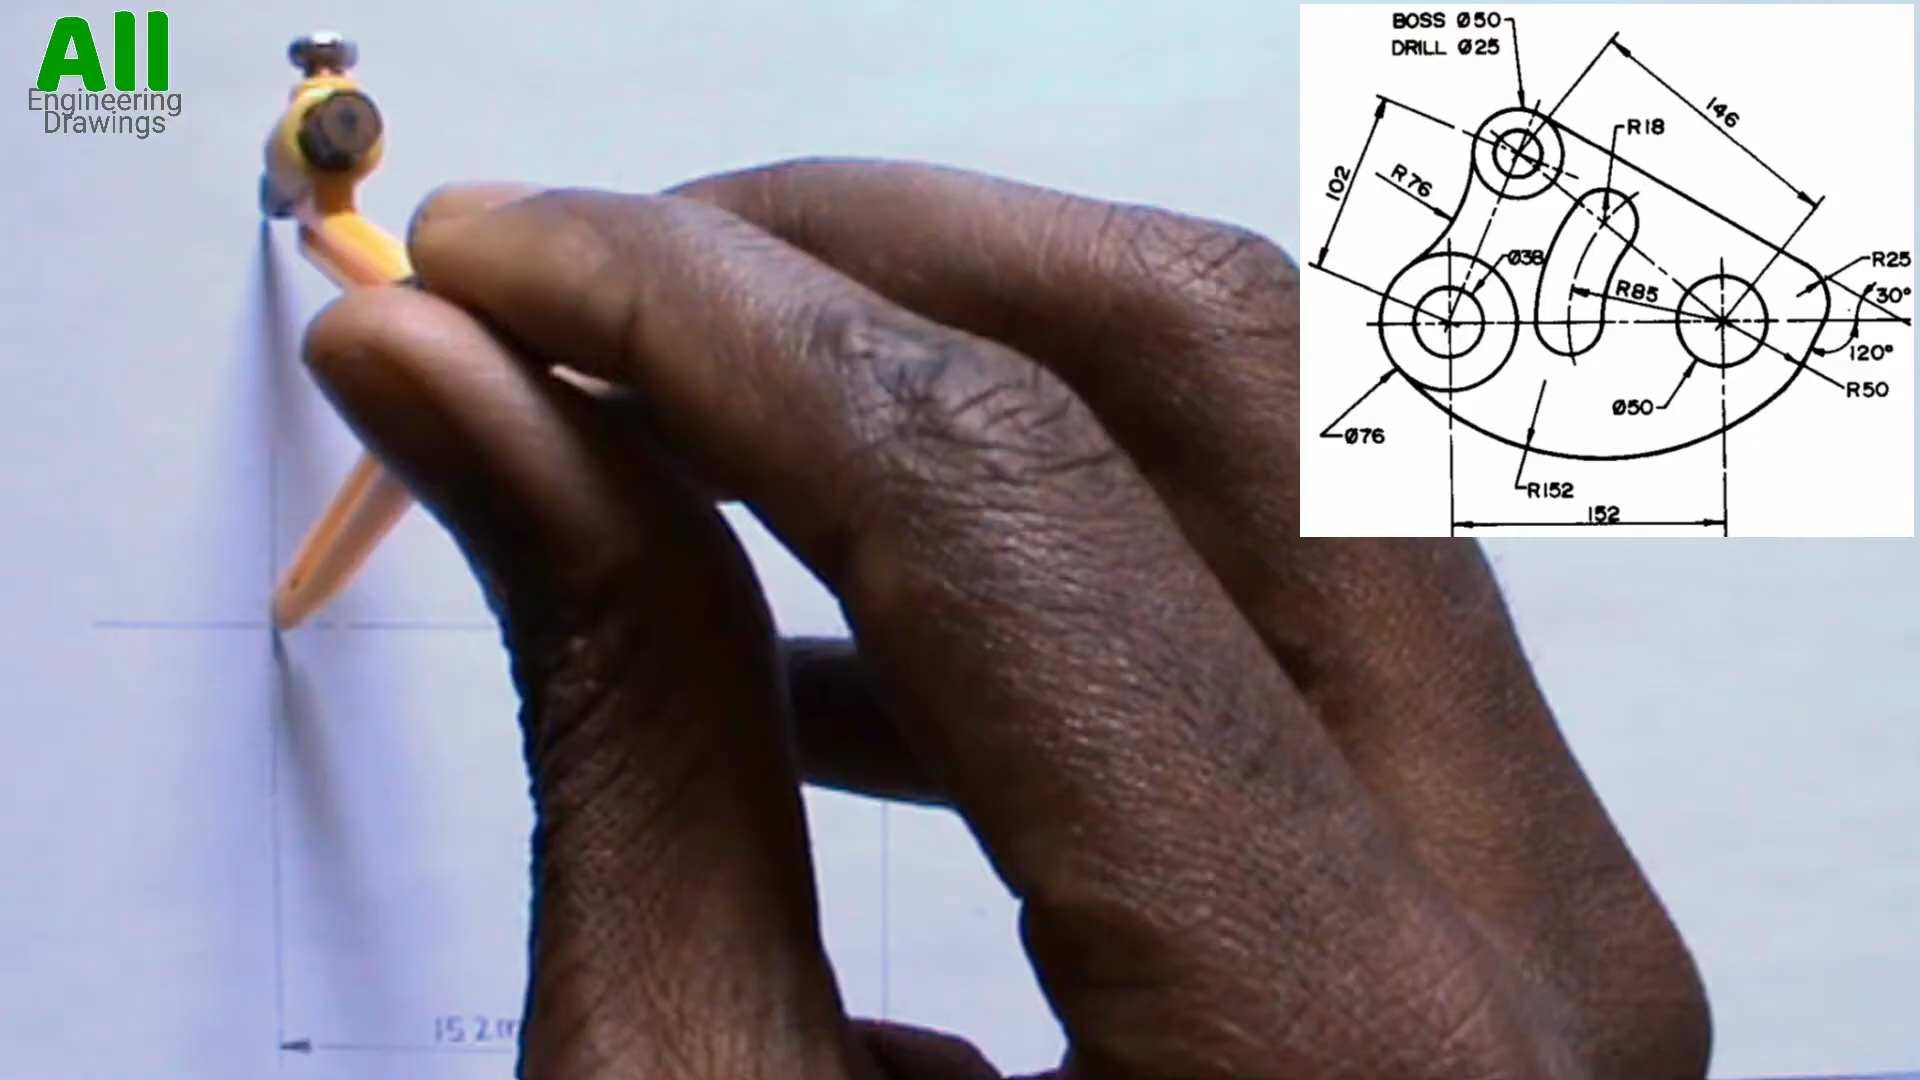 All
Engineering
Drawings
BOSS Ø50
DRILL Ø25
146
R18
102
R76
Ø38
R25
R85
30°
120°
R50
Ø50
Ø76
R152
152
152